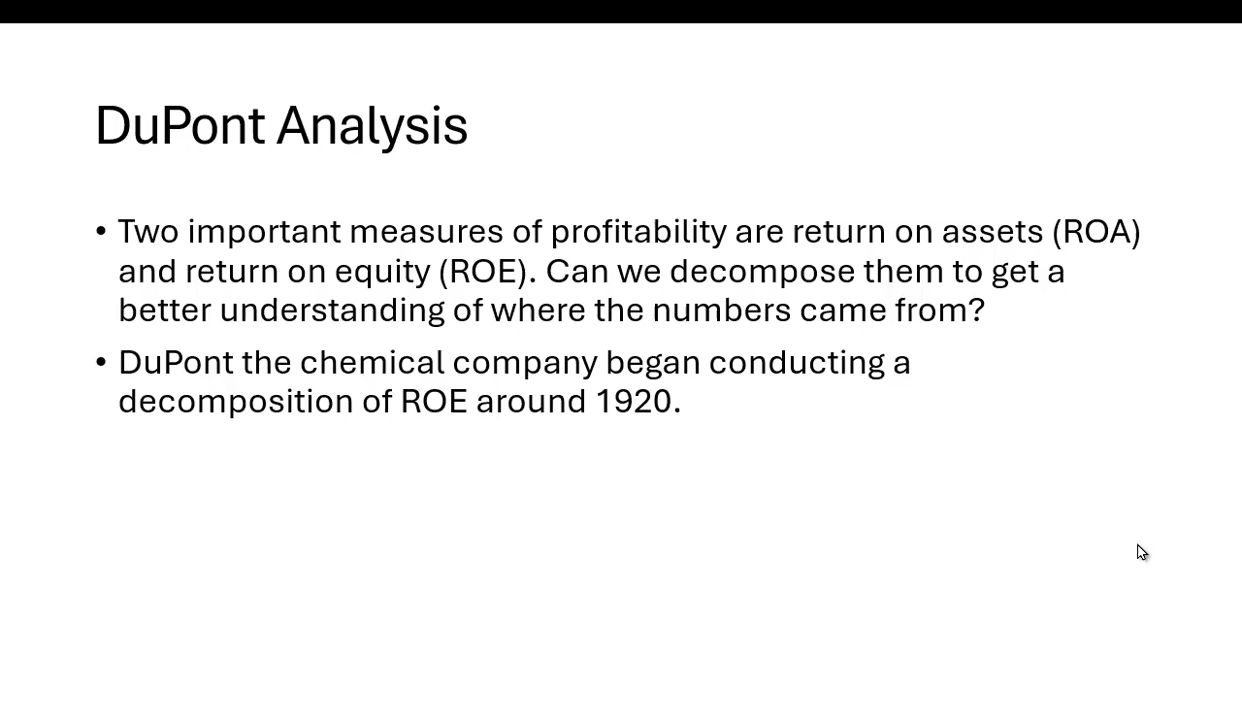 DuPont Analysis
• Two important measures of profitability are return on assets (ROA)
and return on equity (ROE). Can we decompose them to get a
better understanding of where the numbers came from?
• DuPont the chemical company began conducting a
decomposition of ROE around 1920.